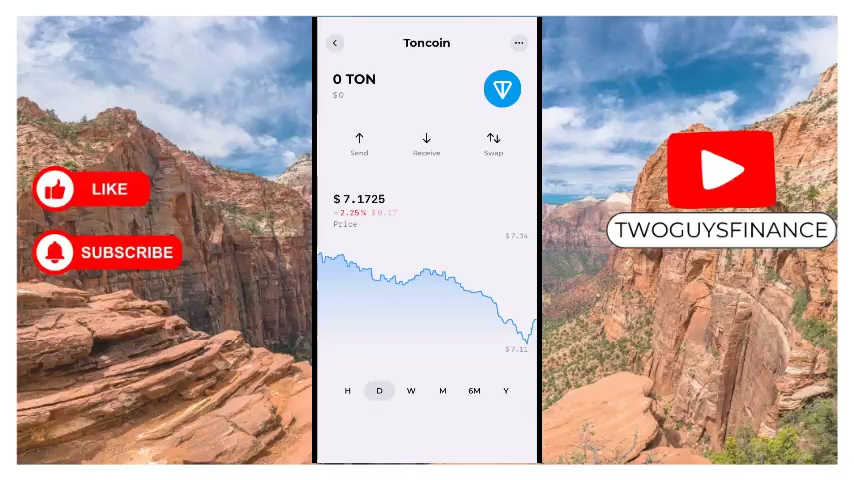 Toncoin
0 TON
$0
Send
Receive
Swap
$7.1725
-2.25% $0.17
Price
$7.34
$7.11
H D W M 6M Y
LIKE
SUBSCRIBE
TWOGUYSFINANCE